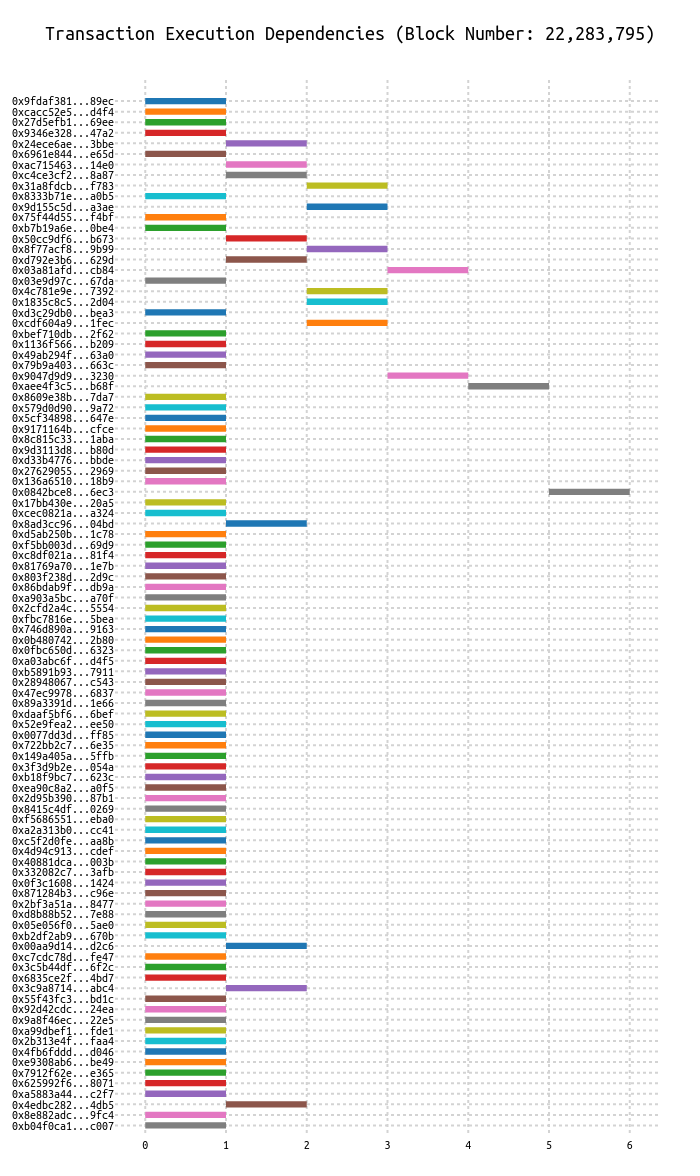 Transaction Execution Dependencies (Block Number: 22,283,795)
0x9fdaf381...89ec
0xcacc52e5...d4f4
0x27d5efb1...69ee
0x9346e328...47a2
0x24ece6ae...3bbe
0x6961e844...e65d
0xac715463...14e0
0xc4ce3cf2...8a87
0x31a8fdcb...f783
0x8333b71e...a0b5
0x9d155c5d...a3ae
0x75f44d55...f4bf
0xb7b19a6e...0be4
0x50cc9df6...b673
0x8f77acf8...9b99
0xd792e3b6...629d
0x03a81afd...cb84
0x03e9d97c...67da
0x4c781e9e...7392
0x1835c8c5...2d04
0xd3c29db0...bea3
0xcdf604a9...1fec
0xbef710db...2f62
0x1136f566...b209
0x49ab294f...63a0
0x79b9a403...663c
0x9047d9d9...3230
0xaee4f3c5...b68f
0x8609e38b...7da7
0x579d0d90...9a72
0x5cf34898...647e
0x9171164b...cfce
0x8c815c33...1aba
0x9d3113d8...b80d
0xd33b4776...bbde
0x27629055...2969
0x136a6510...18b9
0x0842bce8...6ec3
0x17bb430e...20a5
0xcec0821a...a324
0x8ad3cc96...04bd
0xd5ab250b...1c78
0xf5bb003d...69d9
0xc8df021a...81f4
0x81769a70...1e7b
0x803f238d...2d9c
0x86bdab9f...db9a
0xa903a5bc...a70f
0x2cfd2a4c...5554
0xfbc7816e...5bea
0x746d890a...9163
0x0b480742...2b80
0x0fbc650d...6323
0xa03abc6f...d4f5
0xb5891b93...7911
0x28948067...c543
0x47ec9978...6837
0x89a3391d...1e66
0xdaaf5bf6...6bef
0x52e9fea2...ee50
0x0077dd3d...ff85
0x722bb2c7...6e35
0x149a405a...5ffb
0x3f3d9b2e...054a
0xb18f9bc7...623c
0xea90c8a2...a0f5
0x2d95b390...87b1
0x8415c4df...0269
0xf5686551...eba0
0xa2a313b0...cc41
0xc5f2d0fe...aa8b
0x4d94c913...cdef
0x40881dca...003b
0x332082c7...3afb
0x0f3c1608...1424
0x871284b3...c96e
0x2bf3a51a...8477
0xd8b88b52...7e88
0x05e056f0...5ae0
0xb2df2ab9...670b
0x00aa9d14...d2c6
0xc7cdc78d...fe47
0x3c5b44df...6f2c
0x6835ce2f...4bd7
0x3c9a8714...abc4
0x55f43fc3...bd1c
0x92d42cdc...24ea
0x9a8f46ec...22e5
0xa99dbef1...fde1
0x2b313e4f...faa4
0x4fb6fddd...d046
0xe9308ab6...be49
0x7912f62e...e365
0x625992f6...8071
0xa5883a44...c2f7
0x4edbc282...4db5
0x8e882adc...9fc4
0xb04f0ca1...c007
0 1 2 3 4 5 6